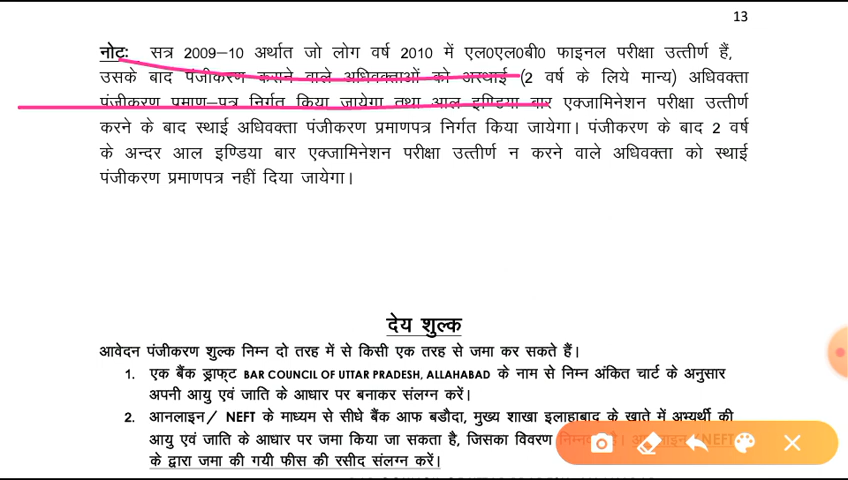 13
नोटः सत्र 2009–10 अर्थात जो लोग वर्ष 2010 में एल0एल0बी0 फाइनल परीक्षा उत्तीर्ण हैं,
उसके बाद पंजीकरण कराने वाले अधिवक्ताओं को अस्थाई (2 वर्ष के लिये मान्य) अधिवक्ता
पंजीकरण प्रमाण–पत्र निर्गत किया जायेगा तथा आल इण्डिया बार एक्जामिनेशन परीक्षा उत्तीर्ण
करने के बाद स्थाई अधिवक्ता पंजीकरण प्रमाणपत्र निर्गत किया जायेगा। पंजीकरण के बाद 2 वर्ष
के अन्दर आल इण्डिया बार एक्जामिनेशन परीक्षा उत्तीर्ण न करने वाले अधिवक्ता को स्थाई
पंजीकरण प्रमाणपत्र नहीं दिया जायेगा।
देय शुल्क
आवेदन पंजीकरण शुल्क निम्न दो तरह में से किसी एक तरह से जमा कर सकते हैं।
1. एक बैंक ड्राफ्ट BAR COUNCIL OF UTTAR PRADESH, ALLAHABAD के नाम से निम्न अंकित चार्ट के अनुसार
अपनी आयु एवं जाति के आधार पर बनाकर संलग्न करें।
2. आनलाइन/ NEFT के माध्यम से सीधे बैंक आफ बडौदा, मुख्य शाखा इलाहाबाद के खाते में अभ्यर्थी की
आयु एवं जाति के आधार पर जमा किया जा सकता है, जिसका विवरण NEFT
के द्वारा जमा की गयी फीस की रसीद संलग्न करें।